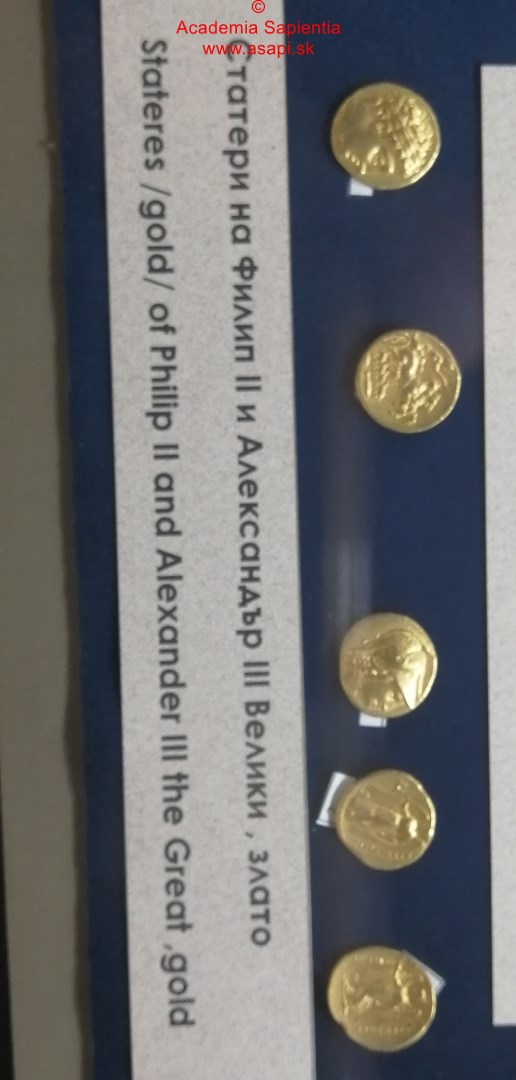 ©
Academia Sapientia
www.asapi.sk
Статери на Филип II и Александър III Велики , злато
Stateres /gold/ of Philip II and Alexander III the Great ,gold